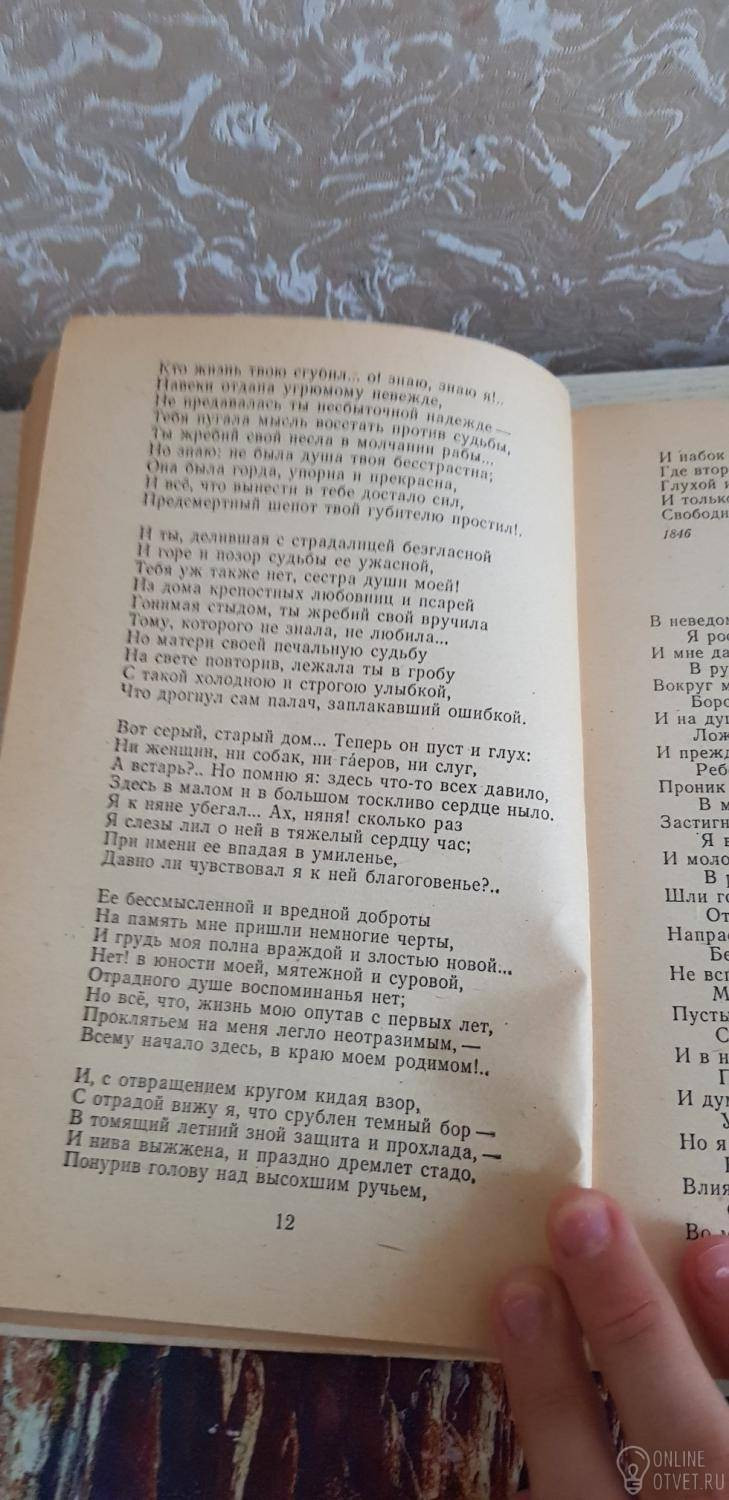 Кто жизнь твою сгубил... о! знаю, знаю я!..
Навеки отдана угрюмому невежде,
Не предавалась ты несбыточной надежде —
Тебя пугала мысль восстать против судьбы,
Ты жребий свой несла в молчании рабы...
Но знаю: не была душа твоя бесстрастна;
Она была горда, упорна и прекрасна,
И всё, что вынести в тебе достало сил,
Предсмертный шепот твой губителю простил!.
И ты, делившая с страдалицей безгласной
И горе и позор судьбы ее ужасной,
Тебя уж также нет, сестра души моей!
Из дома крепостных любовниц и псарей
Гонимая стыдом, ты жребий свой вручила
Тому, которого не знала, не любила...
Но матери своей печальную судьбу
На свете повторив, лежала ты в гробу
С такой холодною и строгою улыбкой,
Что дрогнул сам палач, заплакавший ошибкой.
Вот серый, старый дом... Теперь он пуст и глух:
Ни женщин, ни собак, ни га́еров, ни слуг,
А встарь?.. Но помню я: здесь что-то всех давило,
Здесь в малом и в большом тоскливо сердце ныло.
Я к няне убегал... Ах, няня! сколько раз
Я слезы лил о ней в тяжелый сердцу час;
При имени ее впадая в умиленье,
Давно ли чувствовал я к ней благоговенье?..
Ее бессмысленной и вредной доброты
На память мне пришли немногие черты,
И грудь моя полна враждой и злостью новой...
Нет! в юности моей, мятежной и суровой,
Отрадного душе воспоминанья нет;
Но всё, что, жизнь мою опутав с первых лет,
Проклятьем на меня легло неотразимым, —
Всему начало здесь, в краю моем родимом!..
И, с отвращением кругом кидая взор,
С отрадой вижу я, что срублен темный бор —
В томящий летний зной защита и прохлада, —
И нива выжжена, и праздно дремлет стадо,
Понурив голову над высохшим ручьем,
12
И набок
Где втор
Глухой и
И только
Свободи
1846
В неведом
Я рос
И мне да
В ру
Вокруг м
Боро
И на душ
Лож
И прежд
Реб
Проник
В м
Застигн
Я в
И моло
В р
Шли го
От
Напрас
Бе
Не всп
М
Пусты
С
И в н
И дум
У
Но я
Влия
Во
ONLINE
OTVET.RU